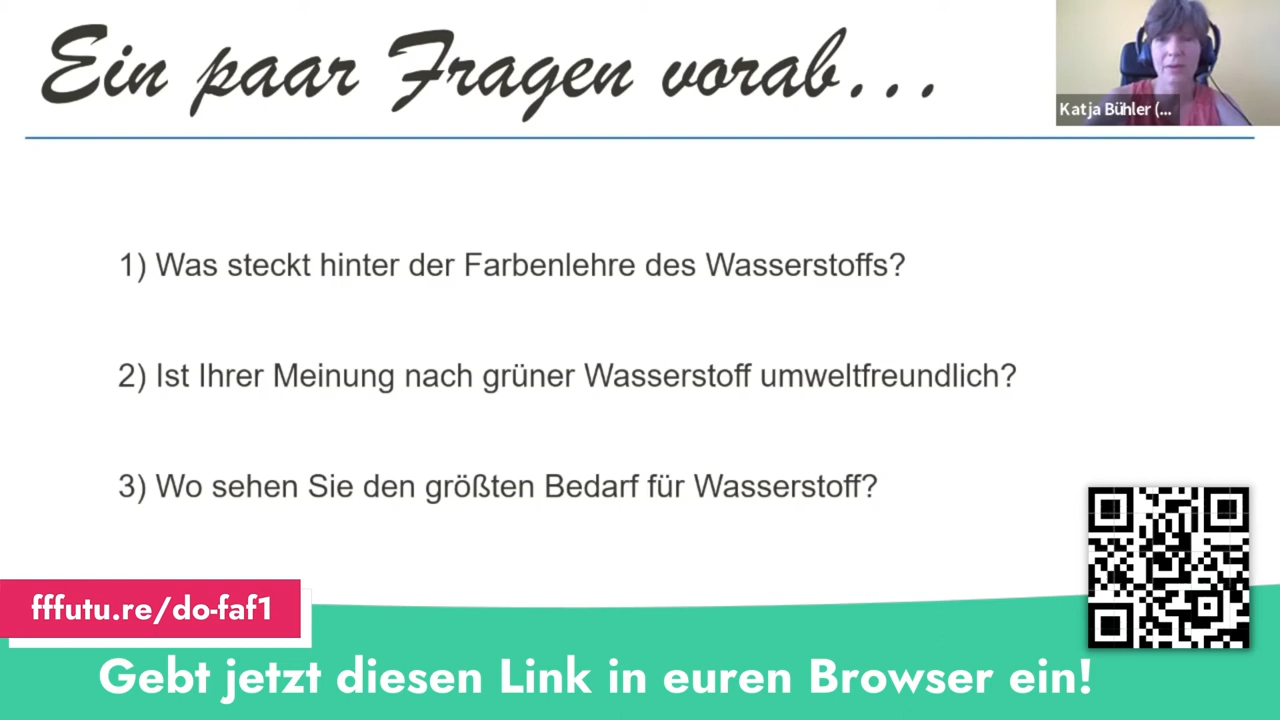 Ein paar Fragen vorab...
Katja Bühler (...
1) Was steckt hinter der Farbenlehre des Wasserstoffs?
2) Ist Ihrer Meinung nach grüner Wasserstoff umweltfreundlich?
3) Wo sehen Sie den größten Bedarf für Wasserstoff?
fffutu.re/do-faf1
Gebt jetzt diesen Link in euren Browser ein!